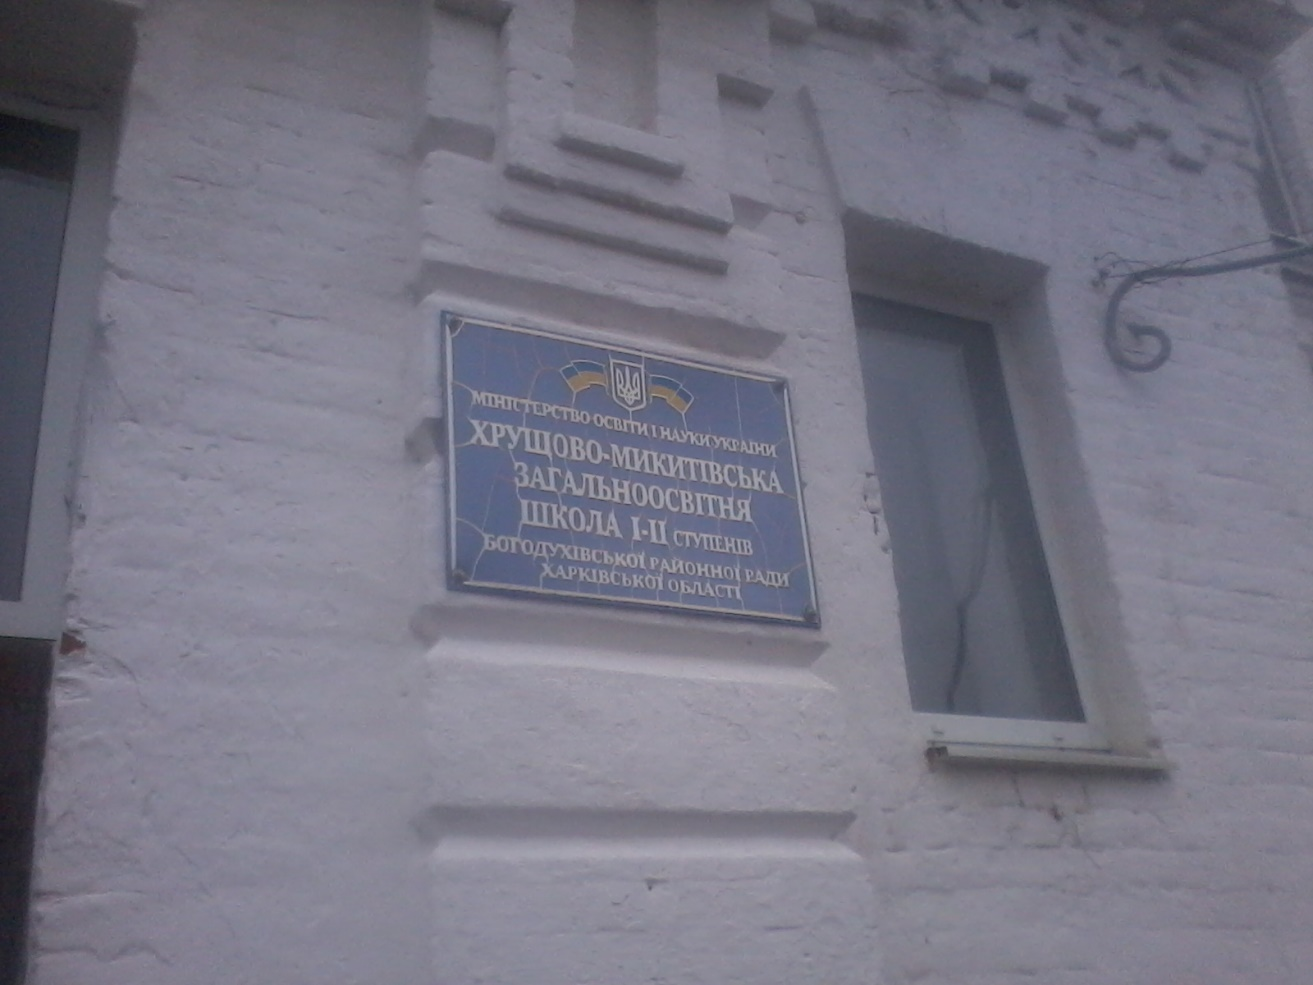 МІНІСТЕРСТВО ОСВІТИ І НАУКИ УКРАЇНИ
ХРУЩОВО-МИКИТІВСЬКА
ЗАГАЛЬНООСВІТНЯ
ШКОЛА І-ІІ СТУПЕНІВ
БОГОДУХІВСЬКОЇ РАЙОННОЇ РАДИ
ХАРКІВСЬКОЇ ОБЛАСТІ